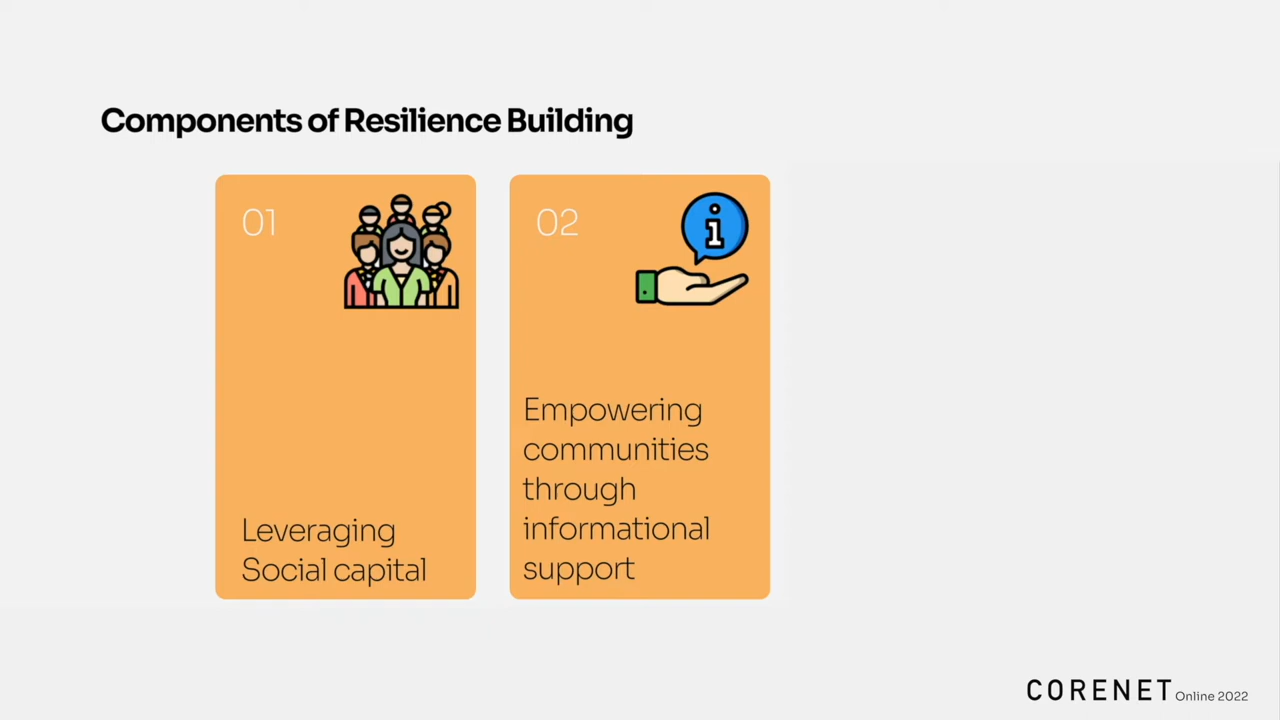 Components of Resilience Building
01
Leveraging
Social capital
02
i
Empowering
communities
through
informational
support
CORENET Online 2022